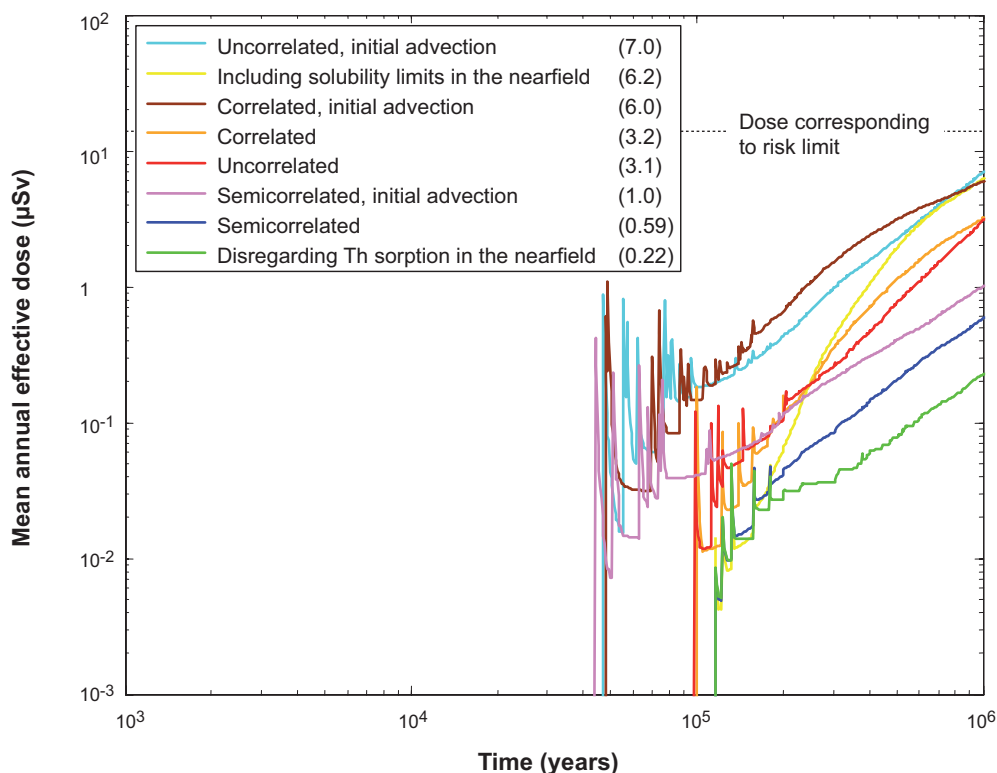 10²
10¹
1
10⁻¹
10⁻²
10⁻³
Mean annual effective dose (µSv)
Uncorrelated, initial advection (7.0)
Including solubility limits in the nearfield (6.2)
Correlated, initial advection (6.0)
Correlated (3.2)
Uncorrelated (3.1)
Semicorrelated, initial advection (1.0)
Semicorrelated (0.59)
Disregarding Th sorption in the nearfield (0.22)
Dose corresponding
to risk limit
10³ 10⁴ 10⁵ 10⁶
Time (years)